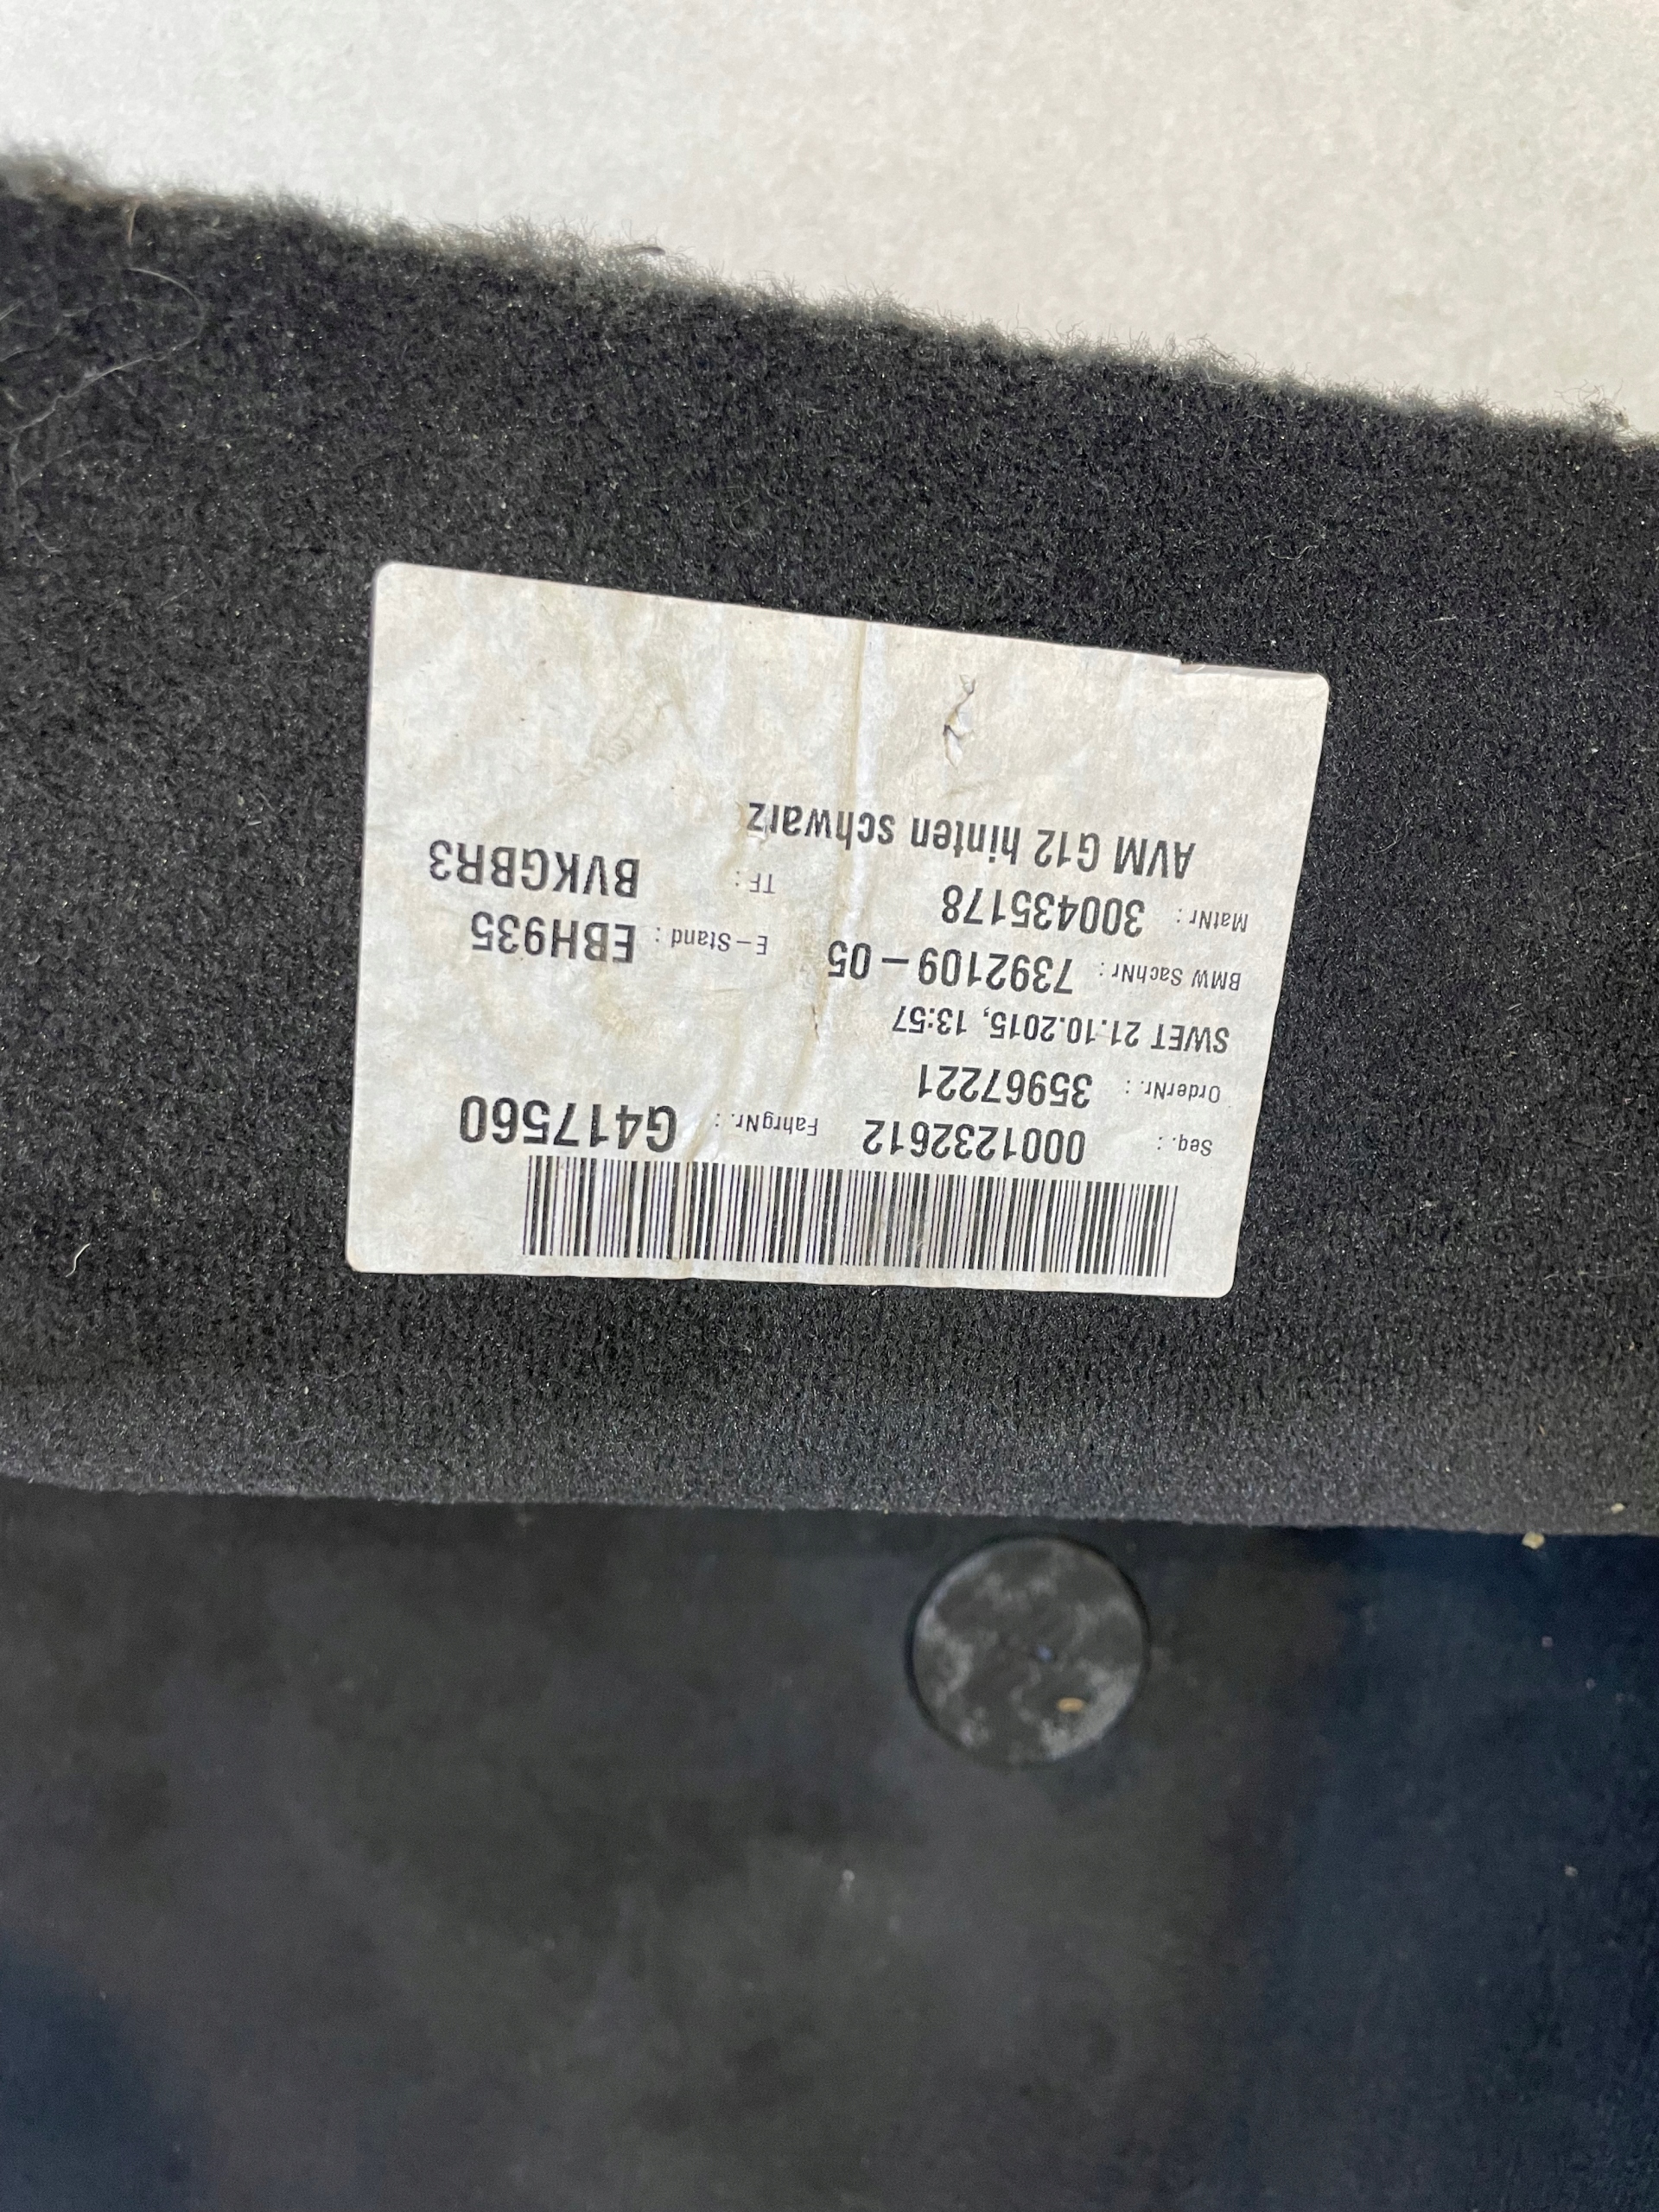 Seq. : 0001232612 FahrgNr. : G417560
OrderNr. : 35967221
SWET 21.10.2015, 13:57
BMW SachNr : 7392109 - 05 E-Stand : EBH935
MatNr : 300435178 TF : BVKGBR3
AVM G12 hinten schwarz